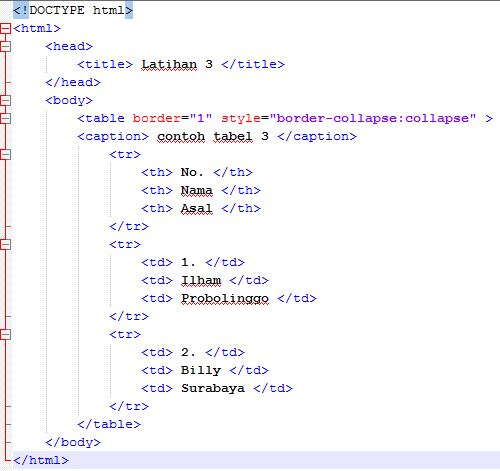 <!DOCTYPE html>
<html>
<head>
<title> Latihan 3 </title>
</head>
<body>
<table border="1" style="border-collapse:collapse" >
<caption> contoh tabel 3 </caption>
<tr>
<th> No. </th>
<th> Nama </th>
<th> Asal </th>
</tr>
<tr>
<td> 1. </td>
<td> Ilham </td>
<td> Probolinggo </td>
</tr>
<tr>
<td> 2. </td>
<td> Billy </td>
<td> Surabaya </td>
</tr>
</table>
</body>
</html>